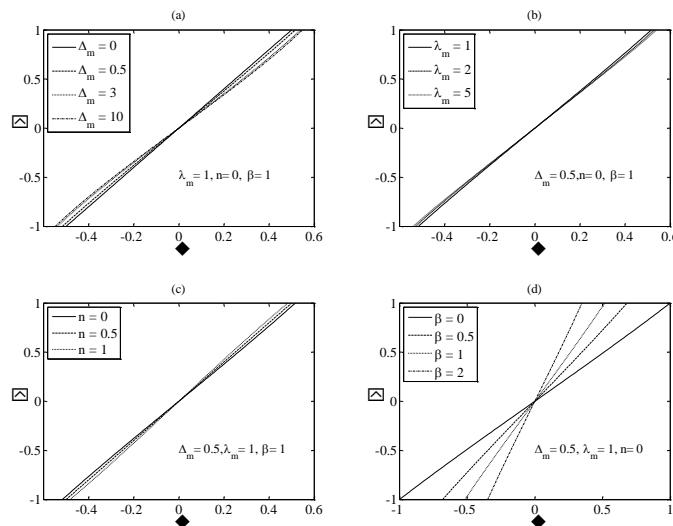 (a)
1
0.5
0
-0.5
-1
Δm = 0
Δm = 0.5
Δm = 3
Δm = 10
λm = 1, n=0, β= 1
-0.4 -0.2 0 0.2 0.4 0.6
(b)
1
0.5
0
-0.5
-1
λm = 1
λm = 2
λm = 5
Δm = 0.5,n=0, β= 1
-0.4 -0.2 0 0.2 0.4 0.6
(c)
1
0.5
0
-0.5
-1
n = 0
n = 0.5
n = 1
Δm = 0.5,λm = 1, β= 1
-0.4 -0.2 0 0.2 0.4 0.6
(d)
1
0.5
0
-0.5
-1
β = 0
β = 0.5
β = 1
β = 2
Δm = 0.5, λm = 1, n=0
-1 -0.5 0 0.5 1